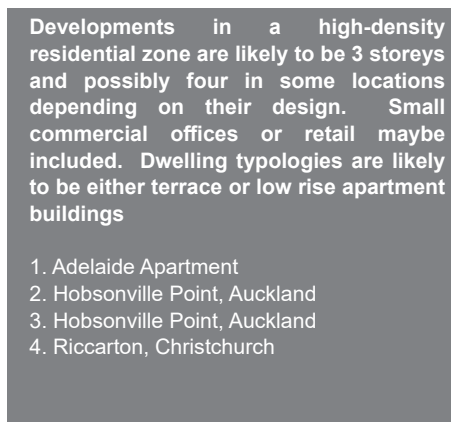 Developments in a high-density
residential zone are likely to be 3 storeys
and possibly four in some locations
depending on their design. Small
commercial offices or retail maybe
included. Dwelling typologies are likely
to be either terrace or low rise apartment
buildings
1. Adelaide Apartment
2. Hobsonville Point, Auckland
3. Hobsonville Point, Auckland
4. Riccarton, Christchurch